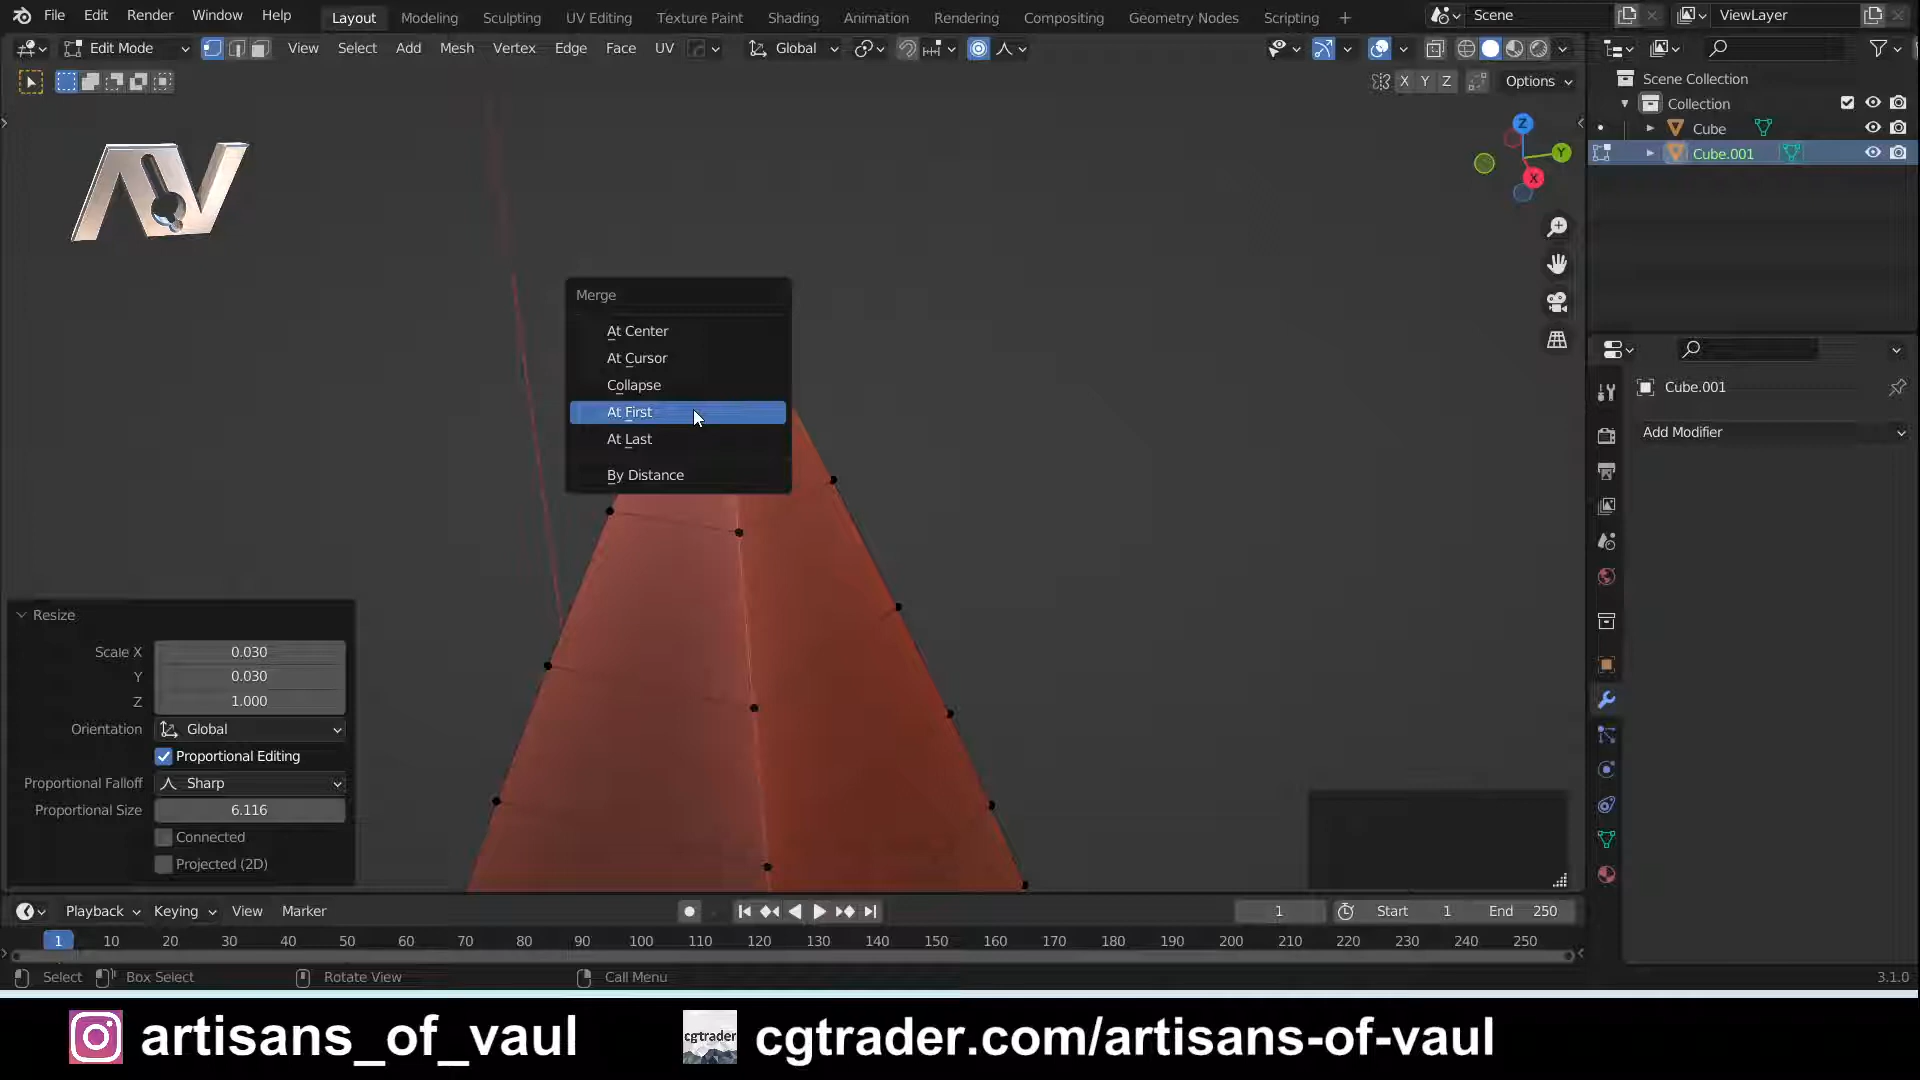 File Edit Render Window Help Layout Modeling Sculpting UV Editing Texture Paint Shading Animation Rendering Compositing Geometry Nodes Scripting + Scene ViewLayer
Edit Mode View Select Add Mesh Vertex Edge Face UV Global
X Y Z Options
Scene Collection
Collection
Cube
Cube.001
Z
Y
X
AV
Merge
At Center
At Cursor
Collapse
At First
At Last
By Distance
Cube.001
Add Modifier
Resize
Scale X 0.030
Y 0.030
Z 1.000
Orientation Global
Proportional Editing
Proportional Falloff Sharp
Proportional Size 6.116
Connected
Projected (2D)
Playback Keying View Marker 1 Start 1 End 250
1 10 20 30 40 50 60 70 80 90 100 110 120 130 140 150 160 170 180 190 200 210 220 230 240 250
Select Box Select Rotate View Call Menu 3.1.0
artisans_of_vaul cgtrader cgtrader.com/artisans-of-vaul